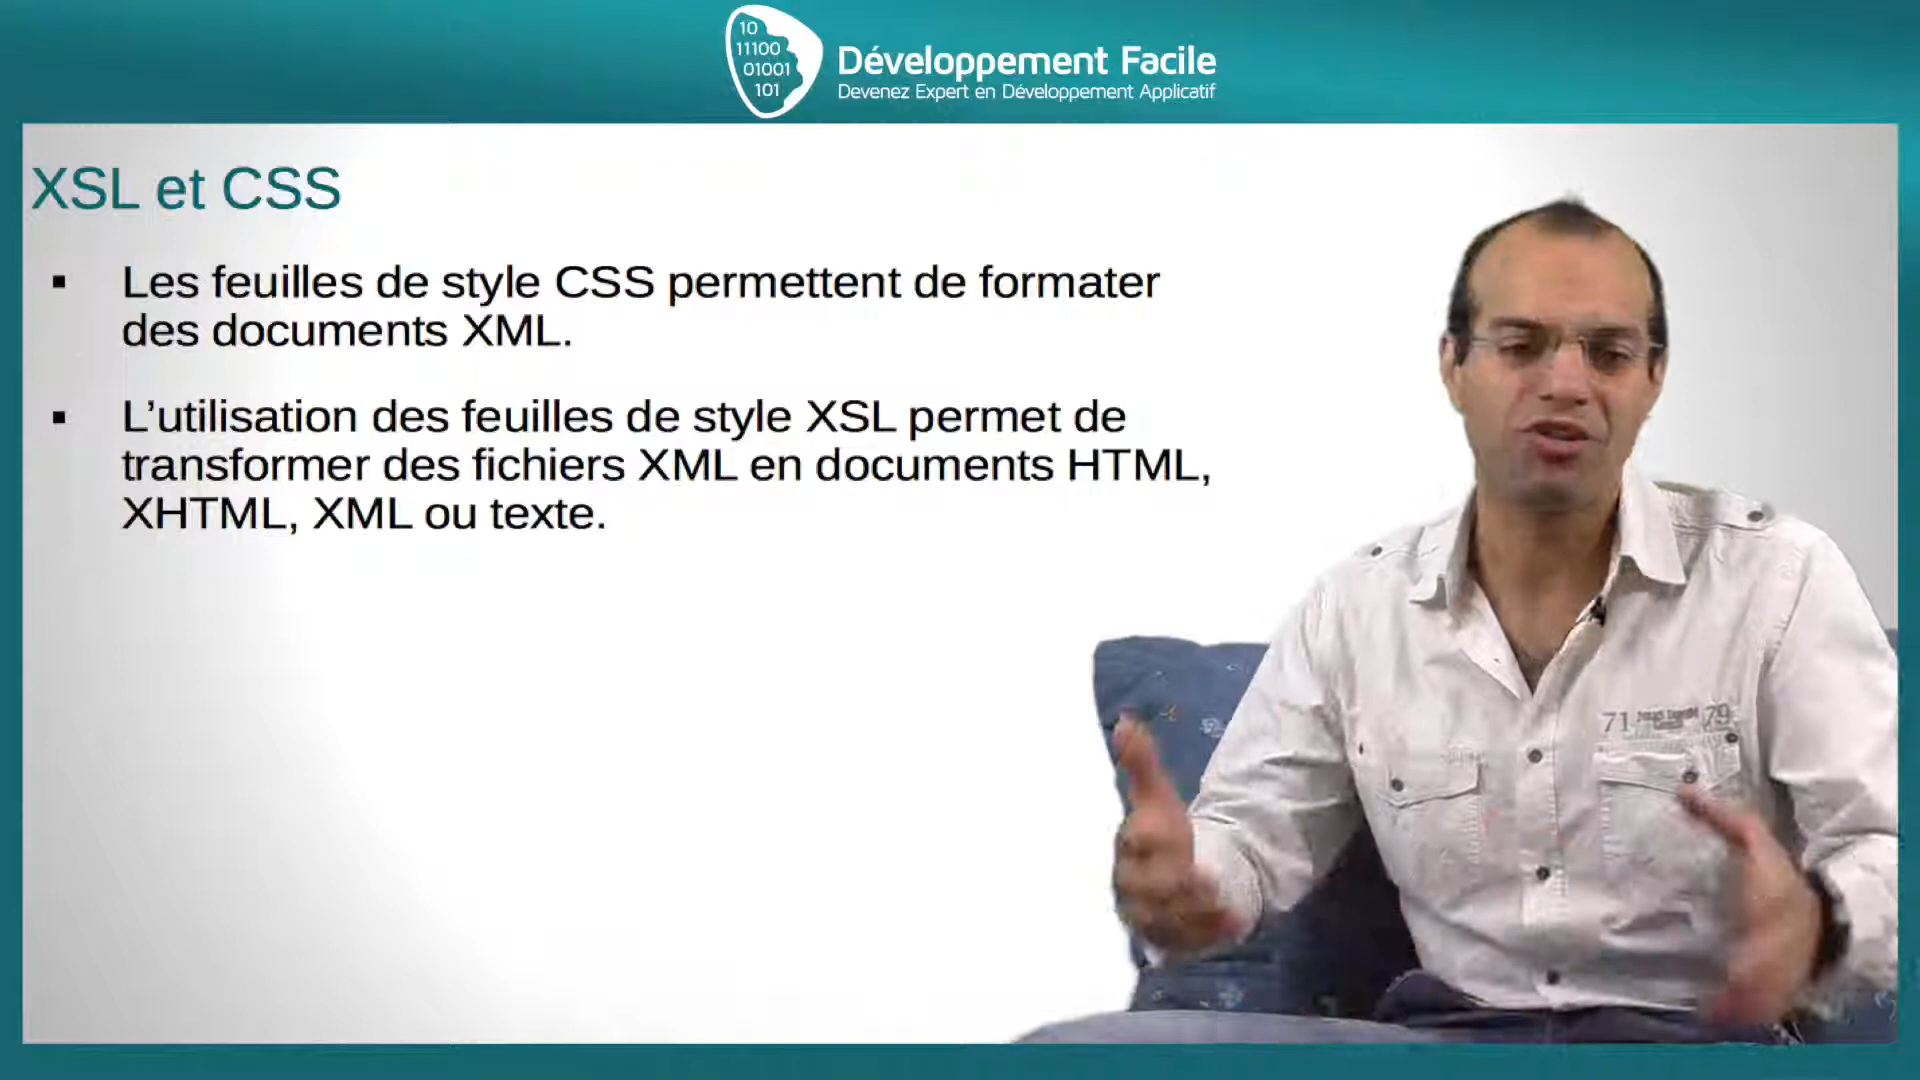 10
11100
01001
101
Développement Facile
Devenez Expert en Développement Applicatif
XSL et CSS
▪ Les feuilles de style CSS permettent de formater
des documents XML.
▪ L’utilisation des feuilles de style XSL permet de
transformer des fichiers XML en documents HTML,
XHTML, XML ou texte.
71 79